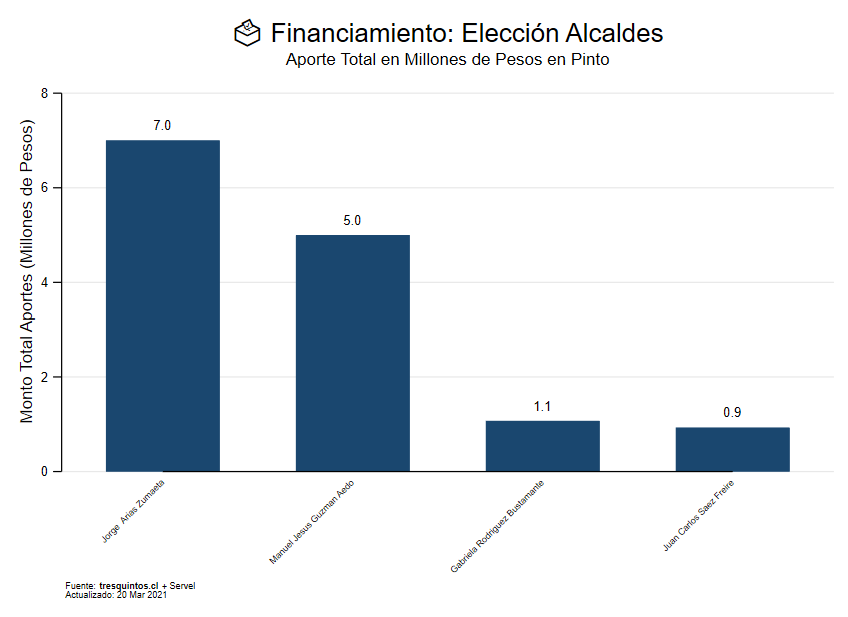 Financiamiento: Elección Alcaldes
Aporte Total en Millones de Pesos en Pinto
Monto Total Aportes (Millones de Pesos)
8
6
4
2
0
7.0
5.0
1.1
0.9
Jorge Arias Zumaeta
Manuel Jesus Guzman Aedo
Gabriela Rodriguez Bustamante
Juan Carlos Saez Freire
Fuente: tresquintos.cl + Servel
Actualizado: 20 Mar 2021